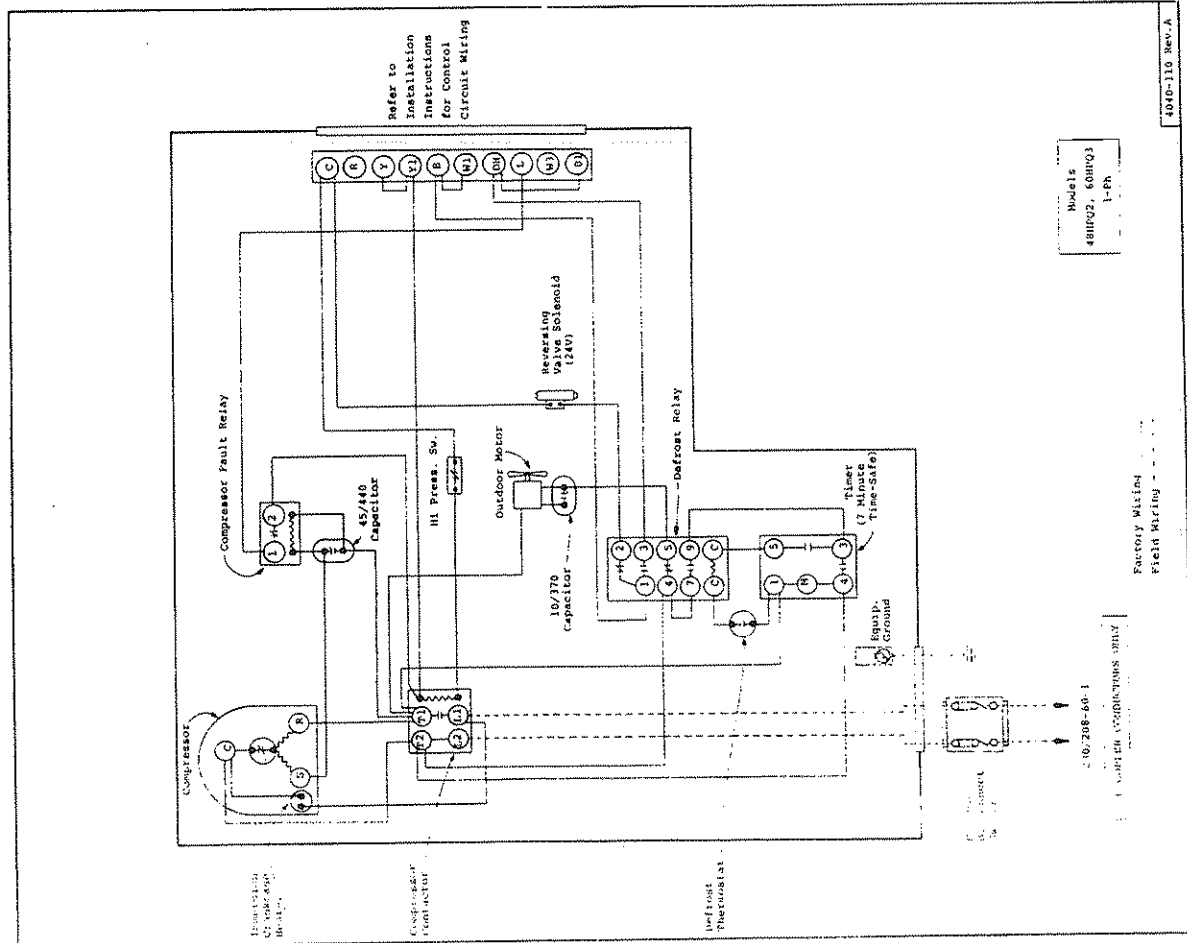 Compressor
C
R
S
Compressor Fault Relay
1
2
45/440
Capacitor
Refer to
Installation
Instructions
for Control
Circuit Wiring
C
R
Y
Y1
B
W1
OH
L
W3
Hi Press. Sw.
T2
T1
L2
L1
Compressor
Contactor
Outdoor Motor
10/370
Capacitor
Reversing
Valve Solenoid
(24V)
Defrost Relay
2
3
5
9
C
1
7
C
Timer
(7 Minute
Time-Safe)
5
3
1
M
4
Defrost
Thermostat
Equip.
Ground
Factory Wiring
Field Wiring
Models
1-Ph
4040-110 Rev.A